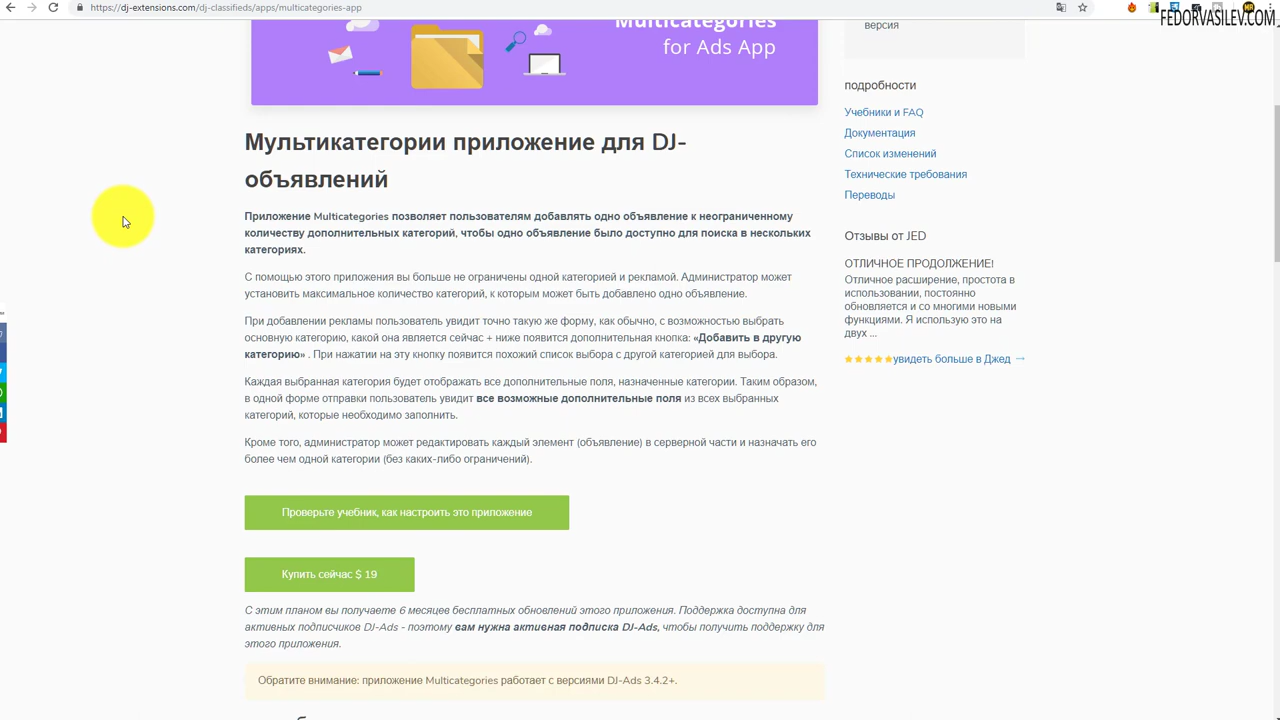 https://dj-extensions.com/dj-classifieds/apps/multicategories-app
FEDORVASILEV.COM
Multicategories
for Ads App
версия
подробности
Учебники и FAQ
Документация
Список изменений
Технические требования
Переводы
Мультикатегории приложение для DJ-
объявлений
Приложение Multicategories позволяет пользователям добавлять одно объявление к неограниченному
количеству дополнительных категорий, чтобы одно объявление было доступно для поиска в нескольких
категориях.
С помощью этого приложения вы больше не ограничены одной категорией и рекламой. Администратор может
установить максимальное количество категорий, к которым может быть добавлено одно объявление.
При добавлении рекламы пользователь увидит точно такую же форму, как обычно, с возможностью выбрать
основную категорию, какой она является сейчас + ниже появится дополнительная кнопка: «Добавить в другую
категорию» . При нажатии на эту кнопку появится похожий список выбора с другой категорией для выбора.
Каждая выбранная категория будет отображать все дополнительные поля, назначенные категории. Таким образом,
в одной форме отправки пользователь увидит все возможные дополнительные поля из всех выбранных
категорий, которые необходимо заполнить.
Кроме того, администратор может редактировать каждый элемент (объявление) в серверной части и назначать его
более чем одной категории (без каких-либо ограничений).
Отзывы от JED
ОТЛИЧНОЕ ПРОДОЛЖЕНИЕ!
Отличное расширение, простота в
использовании, постоянно
обновляется и со многими новыми
функциями. Я использую это на
двух ...
увидеть больше в Джед →
Проверьте учебник, как настроить это приложение
Купить сейчас $ 19
С этим планом вы получаете 6 месяцев бесплатных обновлений этого приложения. Поддержка доступна для
активных подписчиков DJ-Ads - поэтому вам нужна активная подписка DJ-Ads, чтобы получить поддержку для
этого приложения.
Обратите внимание: приложение Multicategories работает с версиями DJ-Ads 3.4.2+.